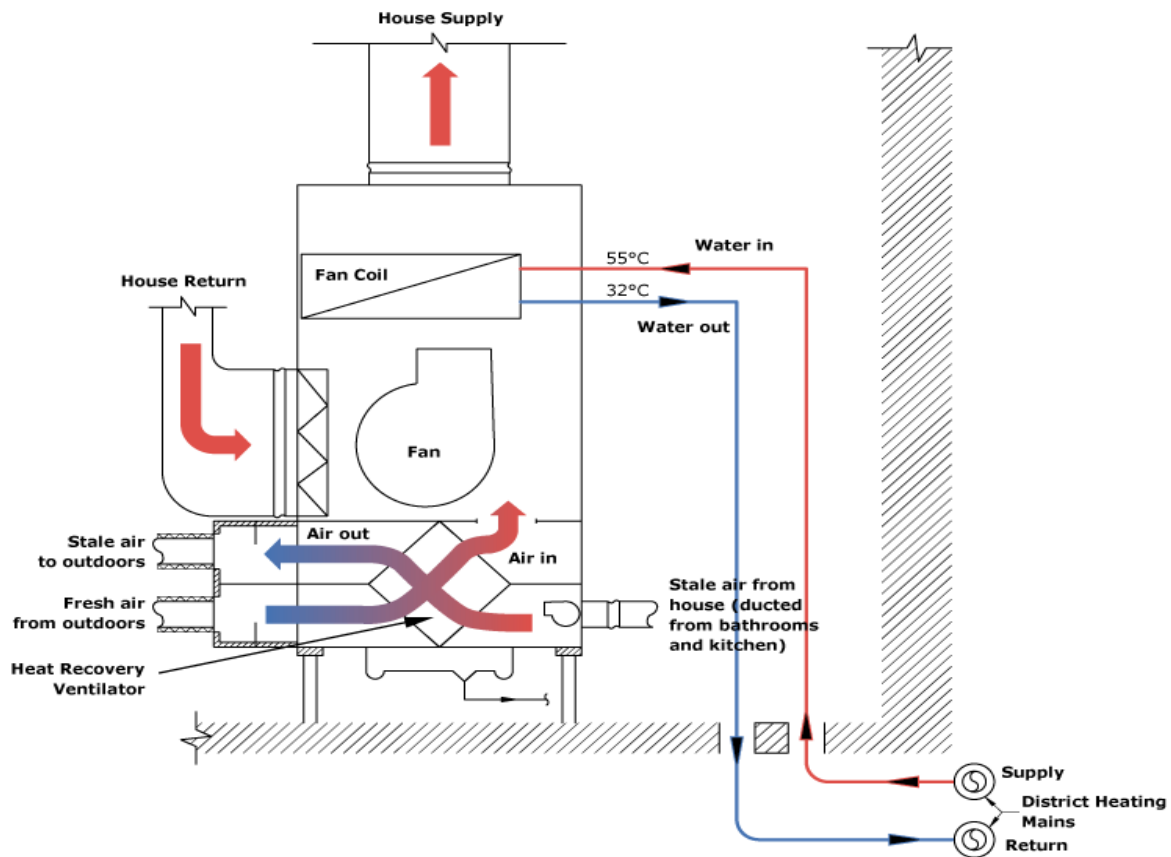 House Supply
55°C
Water in
Fan Coil
House Return
32°C
Water out
Fan
Air out
Stale air
to outdoors
Air in
Stale air from
house (ducted
from bathrooms
and kitchen)
Fresh air
from outdoors
Heat Recovery
Ventilator
Supply
District Heating
Mains
Return